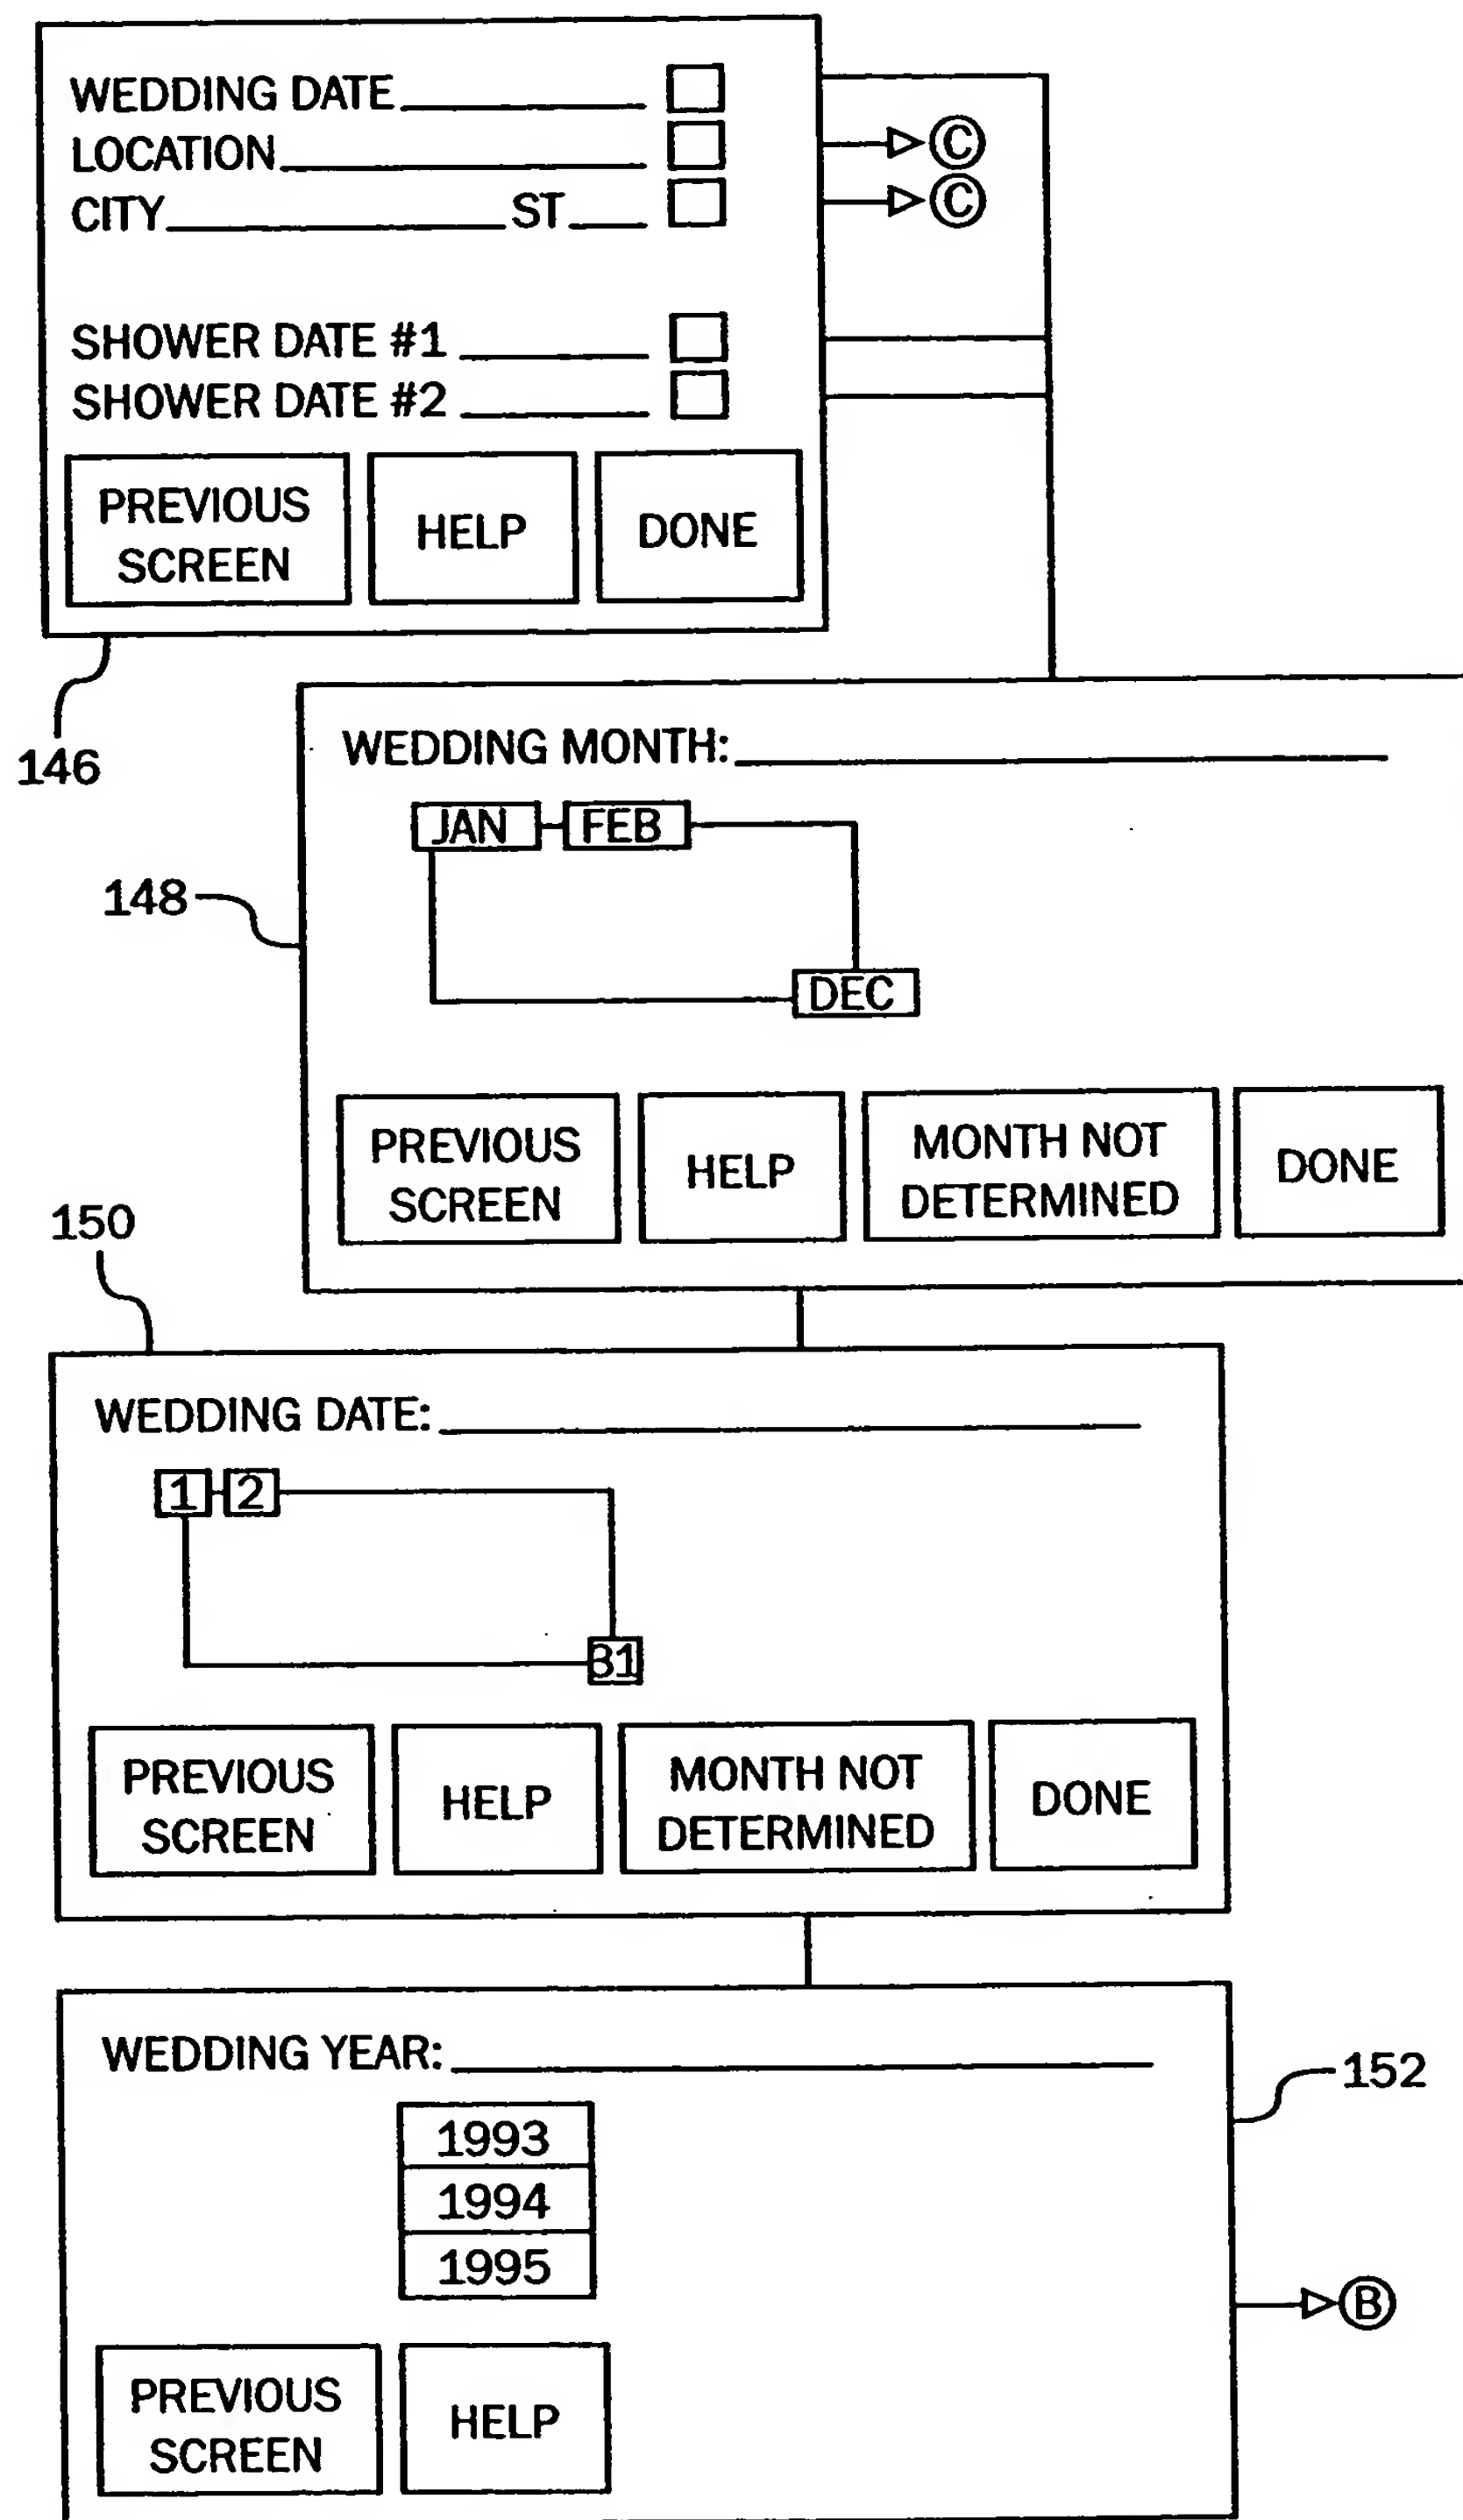 WEDDING DATE
LOCATION
C
CITY ST
C
SHOWER DATE #1
SHOWER DATE #2
PREVIOUS
SCREEN
HELP
DONE
146
WEDDING MONTH:
JAN FEB
148
DEC
PREVIOUS
SCREEN
HELP
MONTH NOT
DETERMINED
DONE
150
WEDDING DATE:
1 2
31
PREVIOUS
SCREEN
HELP
MONTH NOT
DETERMINED
DONE
WEDDING YEAR:
152
1993
1994
1995
B
PREVIOUS
SCREEN
HELP